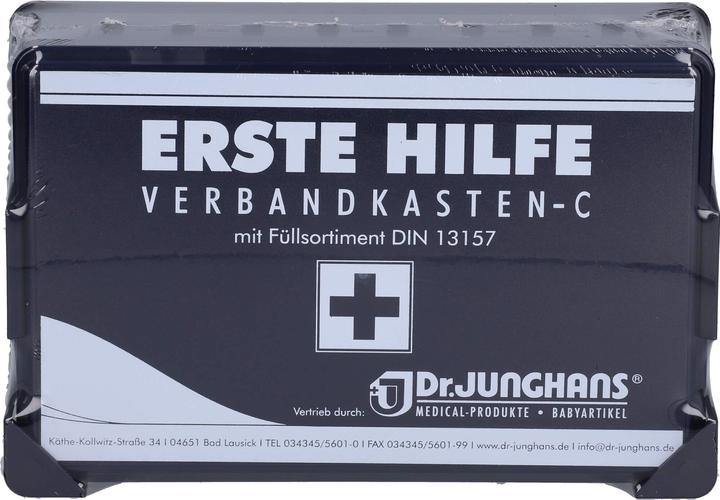 ERSTE HILFE
VERBANDKASTEN-C
mit Füllsortiment DIN 13157
Vertrieb durch: Dr.JUNGHANS®
MEDICAL-PRODUKTE • BABYARTIKEL
Käthe-Kollwitz-Straße 34 I 04651 Bad Lausick I TEL 034345/5601-0 I FAX 034345/5601-99 I www.dr-junghans.de I info@dr-junghans.de